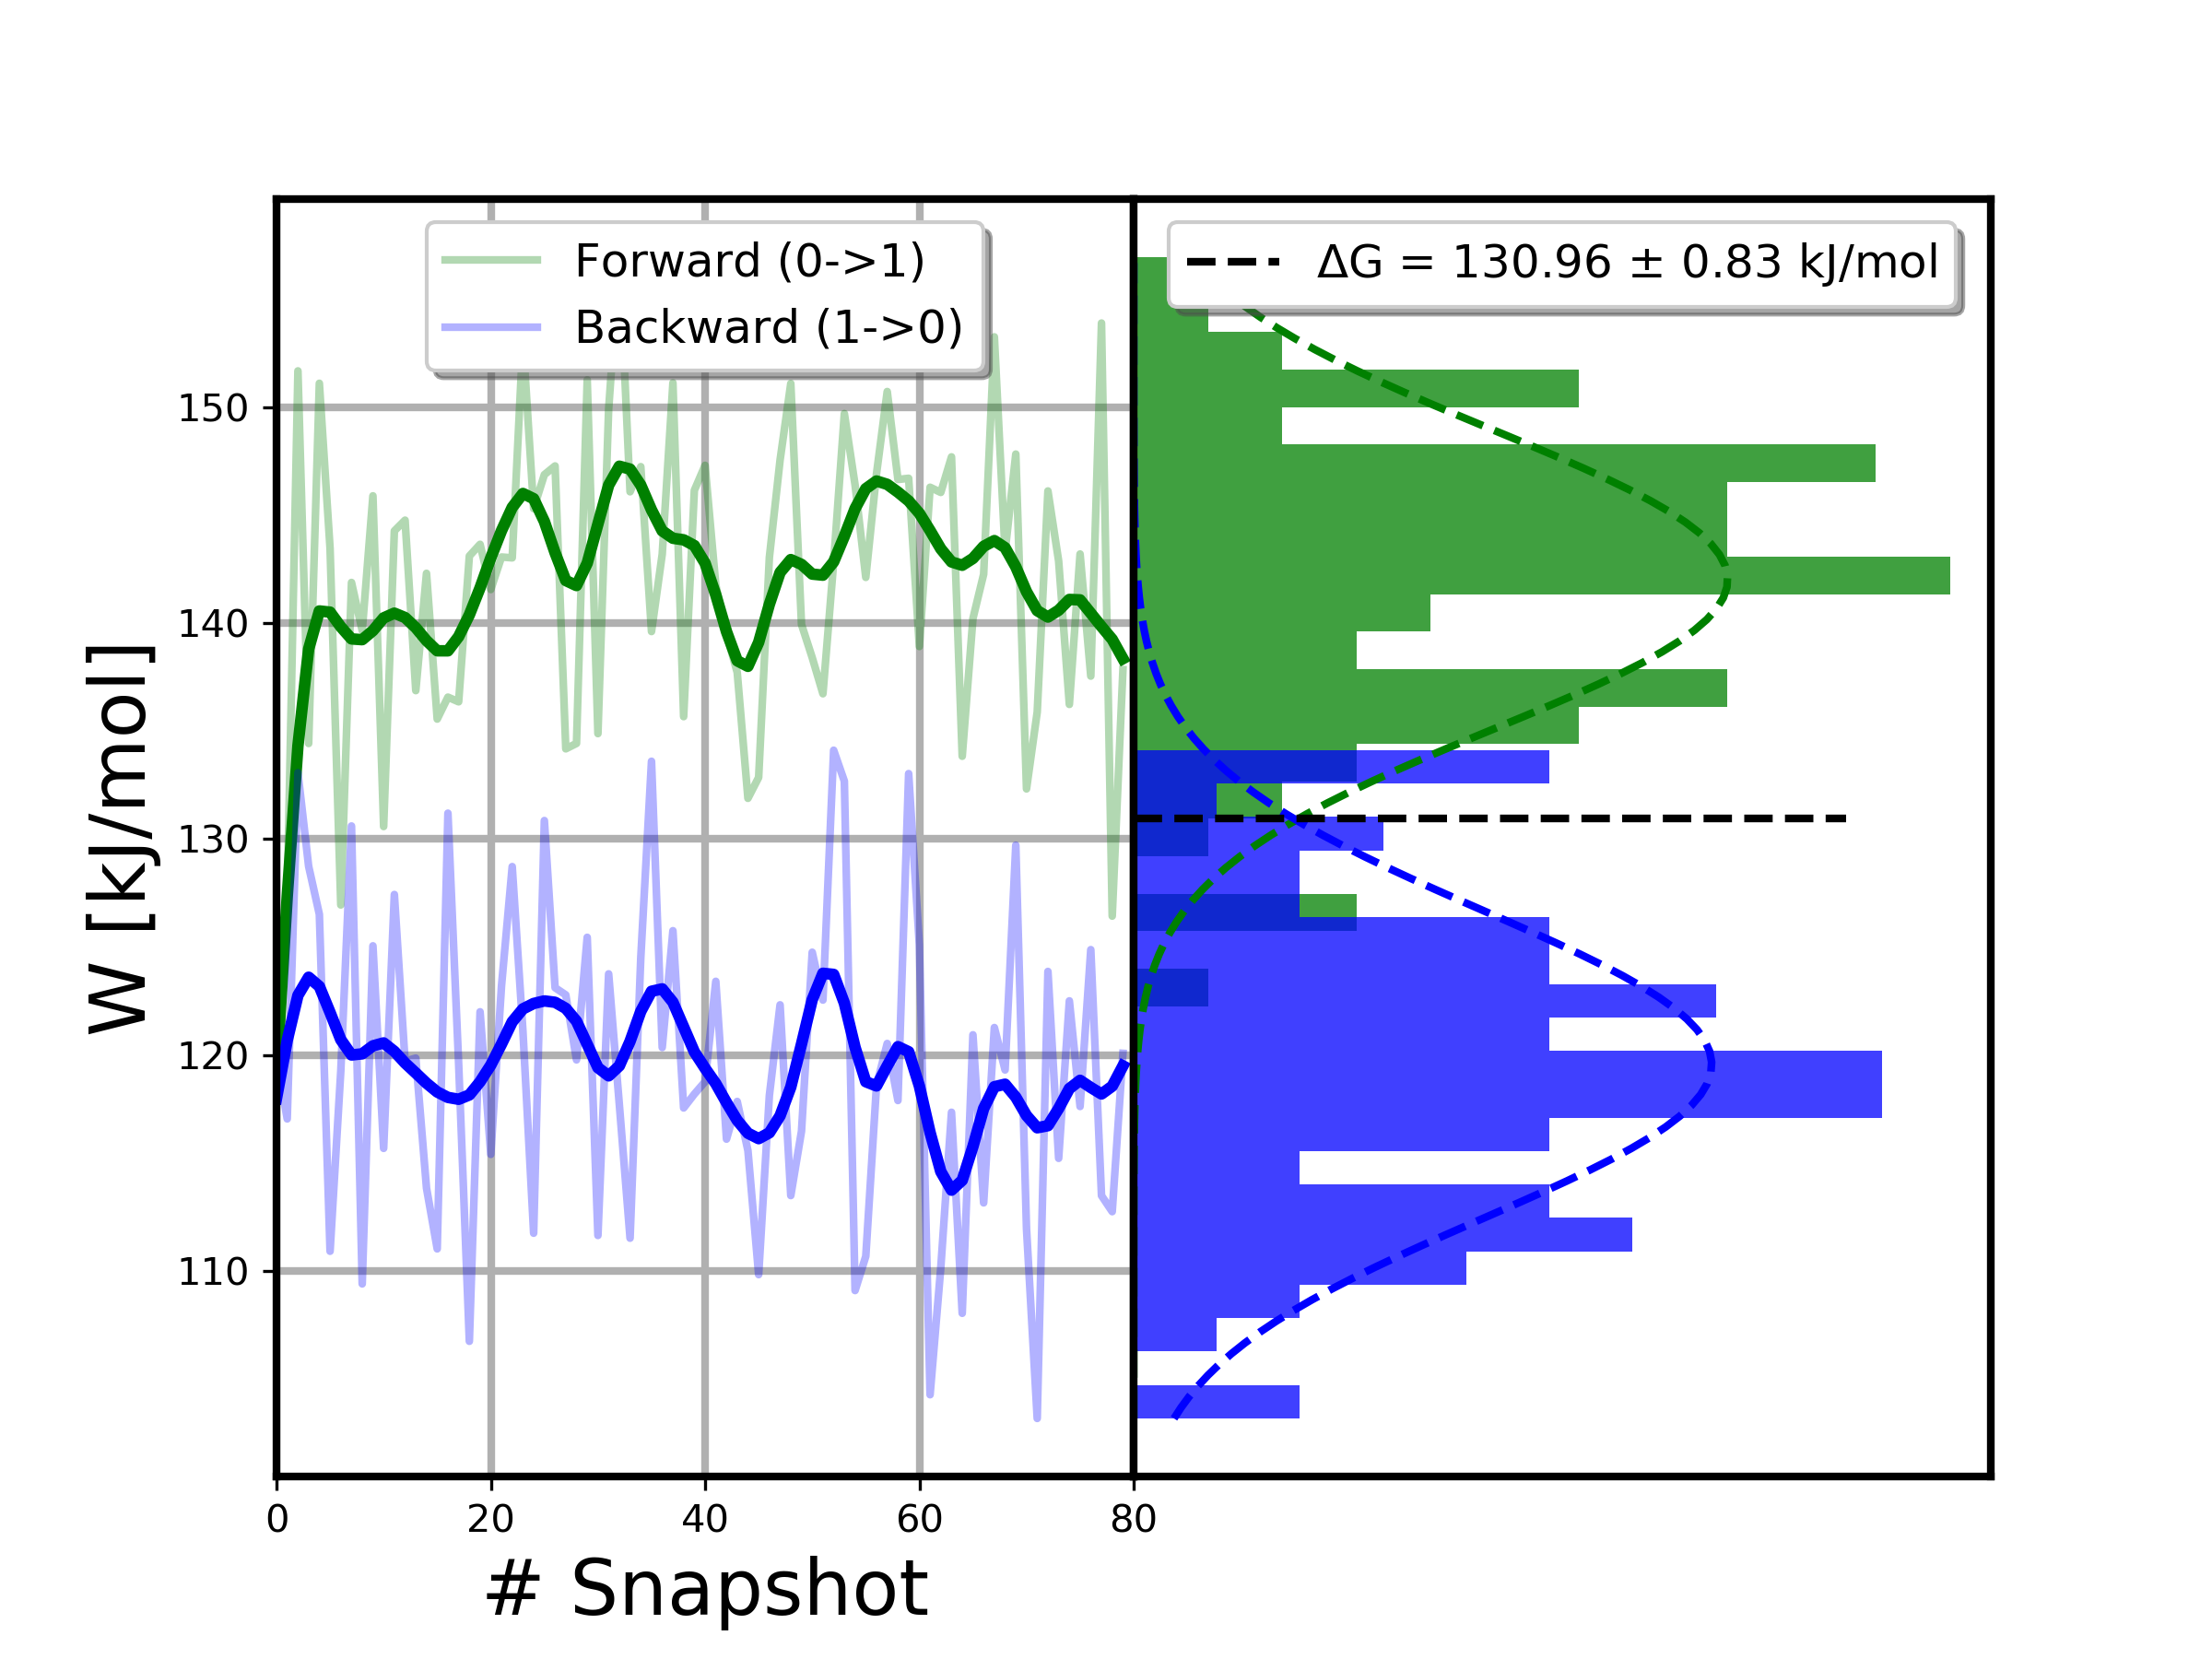 Forward (0->1)
Backward (1->0)
ΔG = 130.96 ± 0.83 kJ/mol
150
140
130
120
110
W [kJ/mol]
0 20 40 60 80
# Snapshot